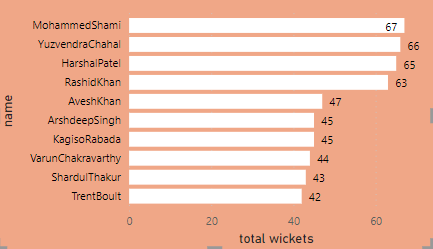 name
MohammedShami 67
YuzvendraChahal 66
HarshalPatel 65
RashidKhan 63
AveshKhan 47
ArshdeepSingh 45
KagisoRabada 45
VarunChakravarthy 44
ShardulThakur 43
TrentBoult 42
0 20 40 60
total wickets